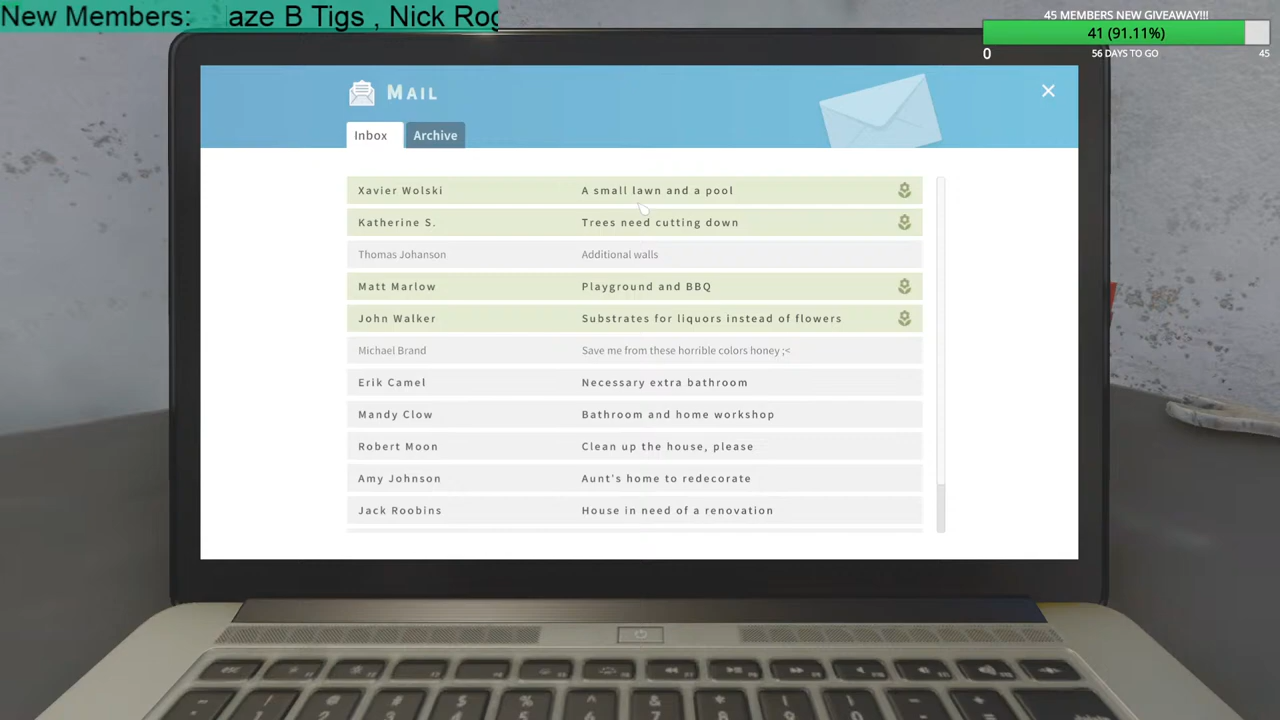 New Members: aze B Tigs , Nick Rog
45 MEMBERS NEW GIVEAWAY!!!
41 (91.11%)
0 56 DAYS TO GO 45
MAIL
Inbox Archive
Xavier Wolski A small lawn and a pool
Katherine S. Trees need cutting down
Thomas Johanson Additional walls
Matt Marlow Playground and BBQ
John Walker Substrates for liquors instead of flowers
Michael Brand Save me from these horrible colors honey ;<
Erik Camel Necessary extra bathroom
Mandy Clow Bathroom and home workshop
Robert Moon Clean up the house, please
Amy Johnson Aunt's home to redecorate
Jack Roobins House in need of a renovation